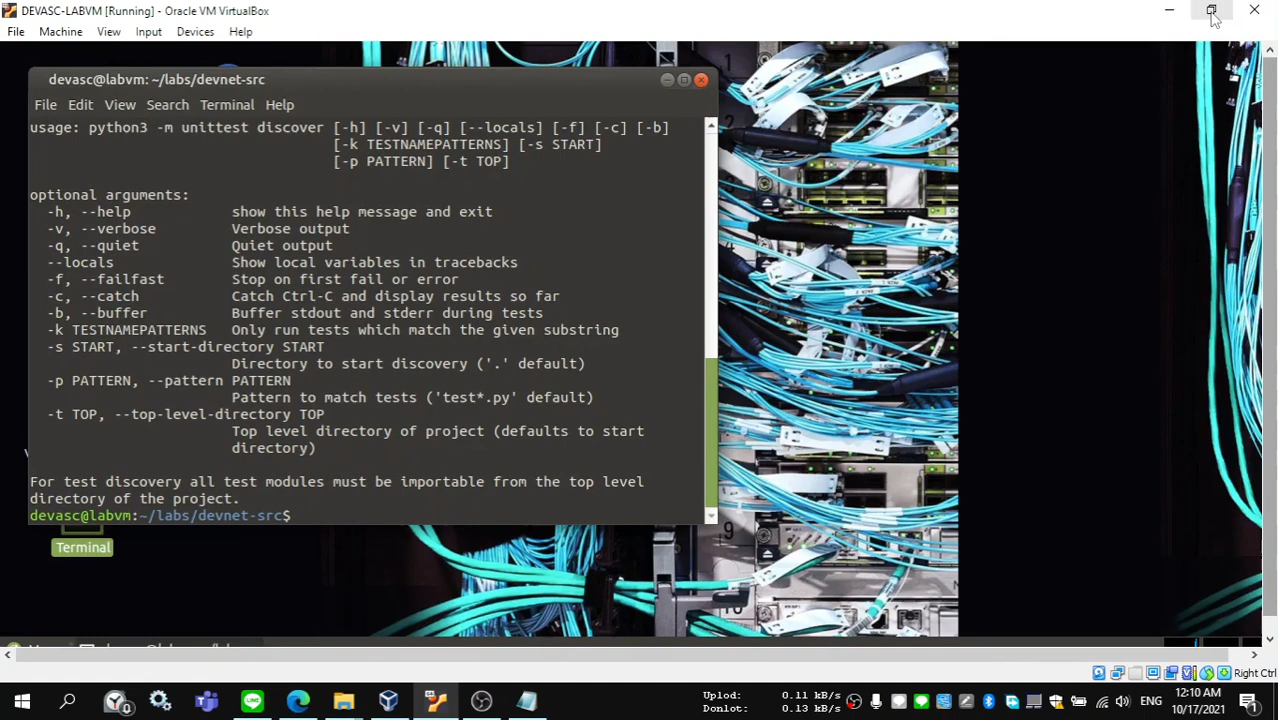 DEVASC-LABVM [Running] - Oracle VM VirtualBox
File Machine View Input Devices Help
devasc@labvm: ~/labs/devnet-src
File Edit View Search Terminal Help
usage: python3 -m unittest discover [-h] [-v] [-q] [--locals] [-f] [-c] [-b]
[-k TESTNAMEPATTERNS] [-s START]
[-p PATTERN] [-t TOP]
optional arguments:
-h, --help show this help message and exit
-v, --verbose Verbose output
-q, --quiet Quiet output
--locals Show local variables in tracebacks
-f, --failfast Stop on first fail or error
-c, --catch Catch Ctrl-C and display results so far
-b, --buffer Buffer stdout and stderr during tests
-k TESTNAMEPATTERNS Only run tests which match the given substring
-s START, --start-directory START
Directory to start discovery ('.' default)
-p PATTERN, --pattern PATTERN
Pattern to match tests ('test*.py' default)
-t TOP, --top-level-directory TOP
Top level directory of project (defaults to start
directory)
For test discovery all test modules must be importable from the top level
directory of the project.
devasc@labvm:~/labs/devnet-src$
Terminal
Right Ctrl
Uplod: 0.11 kB/s
Donlot: 0.13 kB/s
ENG
12:10 AM
10/17/2021